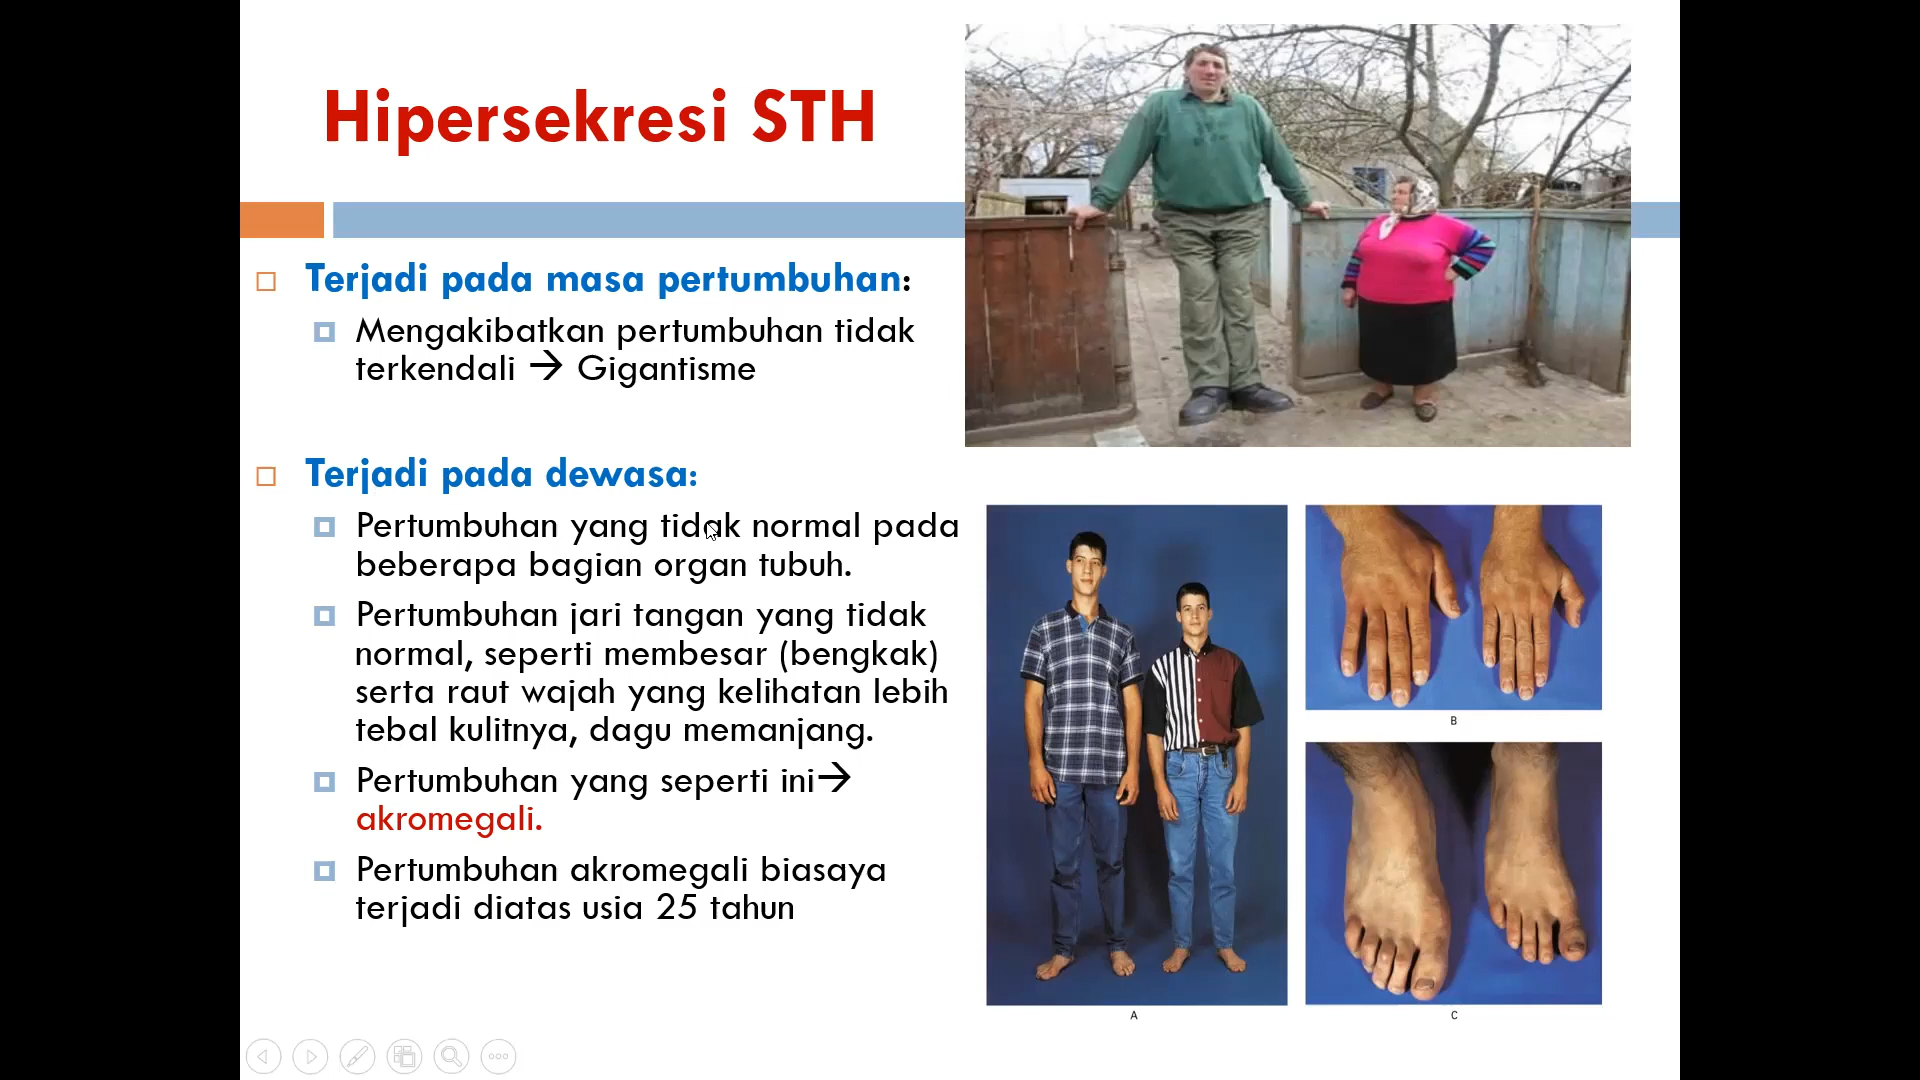 Hipersekresi STH
Terjadi pada masa pertumbuhan:
Mengakibatkan pertumbuhan tidak
terkendali → Gigantisme
Terjadi pada dewasa:
Pertumbuhan yang tidak normal pada
beberapa bagian organ tubuh.
Pertumbuhan jari tangan yang tidak
normal, seperti membesar (bengkak)
serta raut wajah yang kelihatan lebih
tebal kulitnya, dagu memanjang.
Pertumbuhan yang seperti ini→
akromegali.
Pertumbuhan akromegali biasaya
terjadi diatas usia 25 tahun
B
A
C